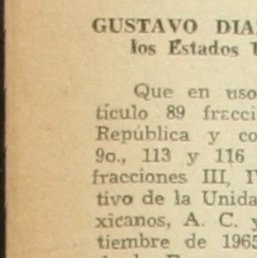 GUSTAVO DIA
los Estados U
Que en uso
tículo 89 fracci
República y co
9o., 113 y 116
fracciones III, I
tivo de la Unida
xicanos, A. C. y
tiembre de 1965